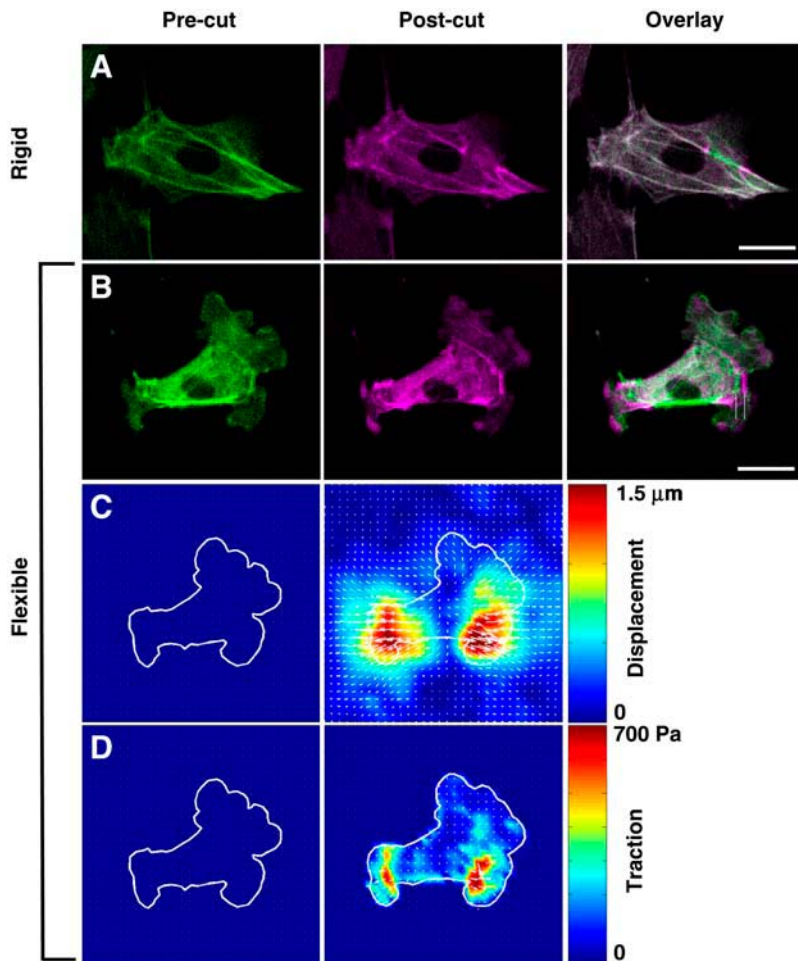 Pre-cut Post-cut Overlay
Rigid
A
Flexible
B
C
1.5 μm
Displacement
0
D
700 Pa
Traction
0